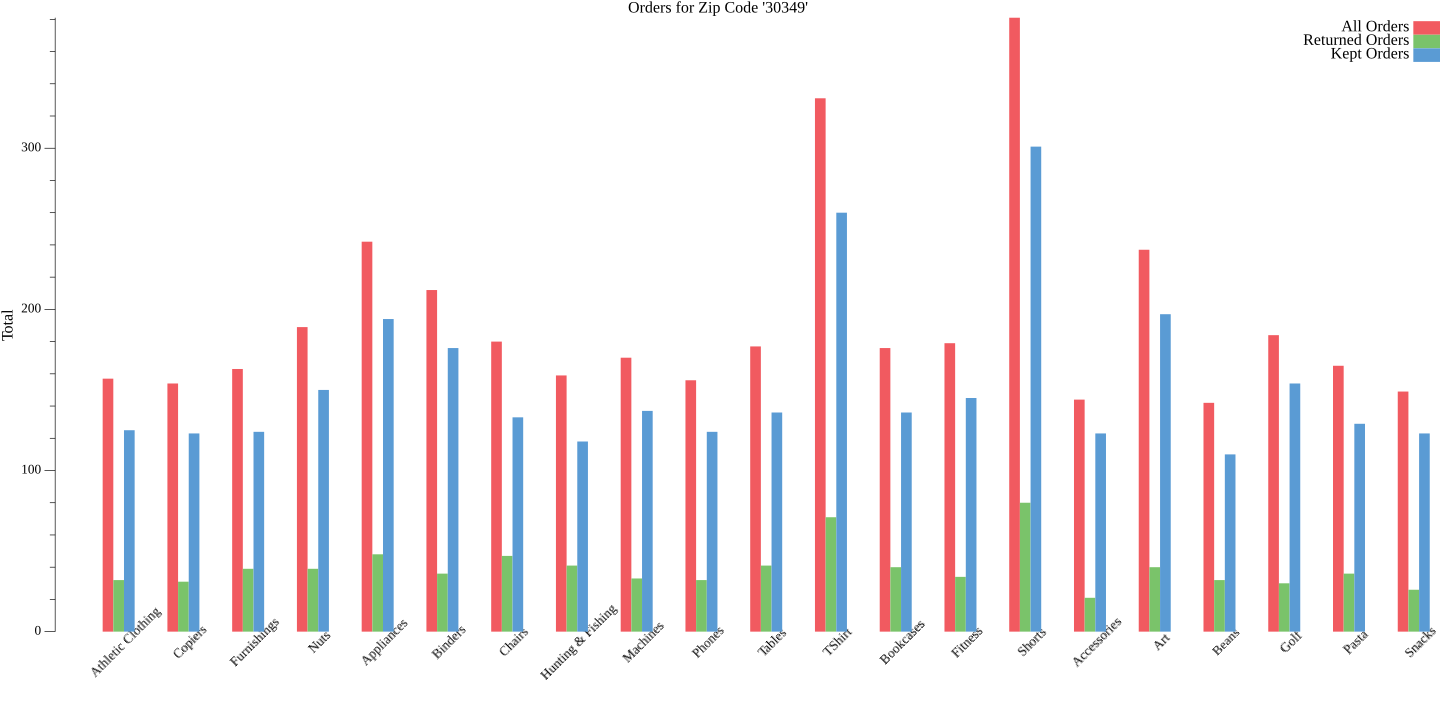 Orders for Zip Code '30349'
All Orders
Returned Orders
Kept Orders
Total
300
200
100
0
Athletic Clothing
Copiers
Furnishings
Nuts
Appliances
Binders
Chairs
Hunting & Fishing
Machines
Phones
Tables
TShirt
Bookcases
Fitness
Shorts
Accessories
Art
Beans
Golf
Pasta
Snacks